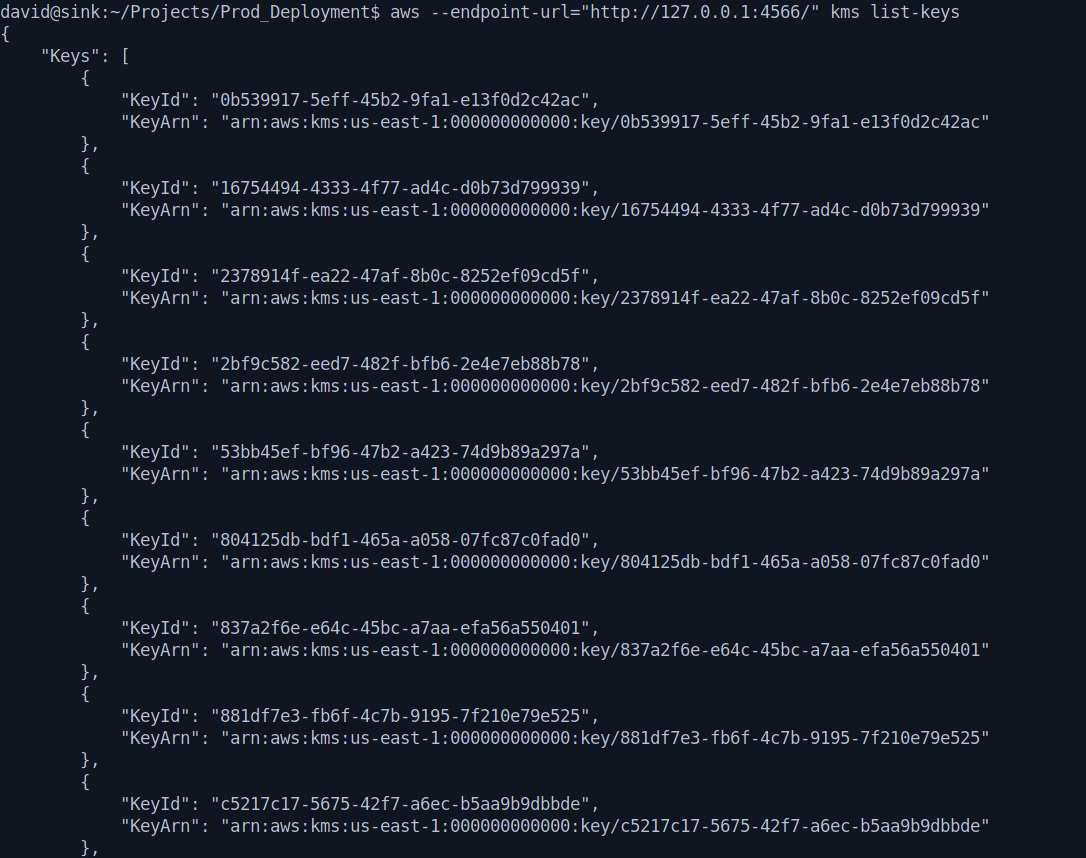 david@sink:~/Projects/Prod_Deployment$ aws --endpoint-url="http://127.0.0.1:4566/" kms list-keys
{
    "Keys": [
        {
            "KeyId": "0b539917-5eff-45b2-9fa1-e13f0d2c42ac",
            "KeyArn": "arn:aws:kms:us-east-1:000000000000:key/0b539917-5eff-45b2-9fa1-e13f0d2c42ac"
        },
        {
            "KeyId": "16754494-4333-4f77-ad4c-d0b73d799939",
            "KeyArn": "arn:aws:kms:us-east-1:000000000000:key/16754494-4333-4f77-ad4c-d0b73d799939"
        },
        {
            "KeyId": "2378914f-ea22-47af-8b0c-8252ef09cd5f",
            "KeyArn": "arn:aws:kms:us-east-1:000000000000:key/2378914f-ea22-47af-8b0c-8252ef09cd5f"
        },
        {
            "KeyId": "2bf9c582-eed7-482f-bfb6-2e4e7eb88b78",
            "KeyArn": "arn:aws:kms:us-east-1:000000000000:key/2bf9c582-eed7-482f-bfb6-2e4e7eb88b78"
        },
        {
            "KeyId": "53bb45ef-bf96-47b2-a423-74d9b89a297a",
            "KeyArn": "arn:aws:kms:us-east-1:000000000000:key/53bb45ef-bf96-47b2-a423-74d9b89a297a"
        },
        {
            "KeyId": "804125db-bdf1-465a-a058-07fc87c0fad0",
            "KeyArn": "arn:aws:kms:us-east-1:000000000000:key/804125db-bdf1-465a-a058-07fc87c0fad0"
        },
        {
            "KeyId": "837a2f6e-e64c-45bc-a7aa-efa56a550401",
            "KeyArn": "arn:aws:kms:us-east-1:000000000000:key/837a2f6e-e64c-45bc-a7aa-efa56a550401"
        },
        {
            "KeyId": "881df7e3-fb6f-4c7b-9195-7f210e79e525",
            "KeyArn": "arn:aws:kms:us-east-1:000000000000:key/881df7e3-fb6f-4c7b-9195-7f210e79e525"
        },
        {
            "KeyId": "c5217c17-5675-42f7-a6ec-b5aa9b9dbbde",
            "KeyArn": "arn:aws:kms:us-east-1:000000000000:key/c5217c17-5675-42f7-a6ec-b5aa9b9dbbde"
        },